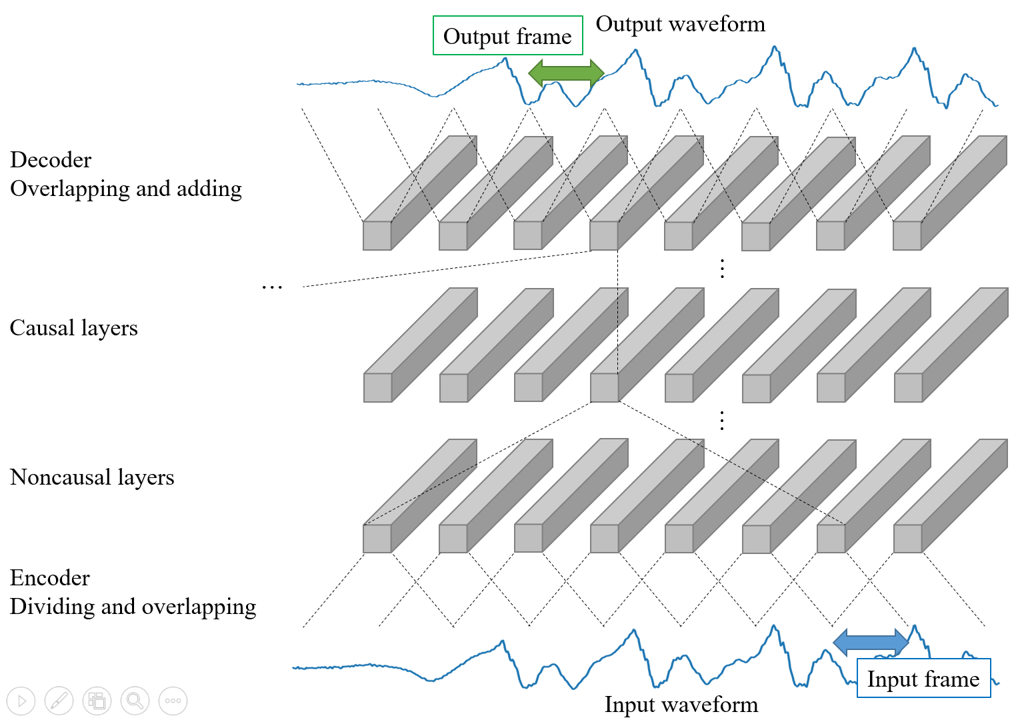 Output waveform
Output frame
Decoder
Overlapping and adding
...
Causal layers
Noncausal layers
Encoder
Dividing and overlapping
Input frame
Input waveform